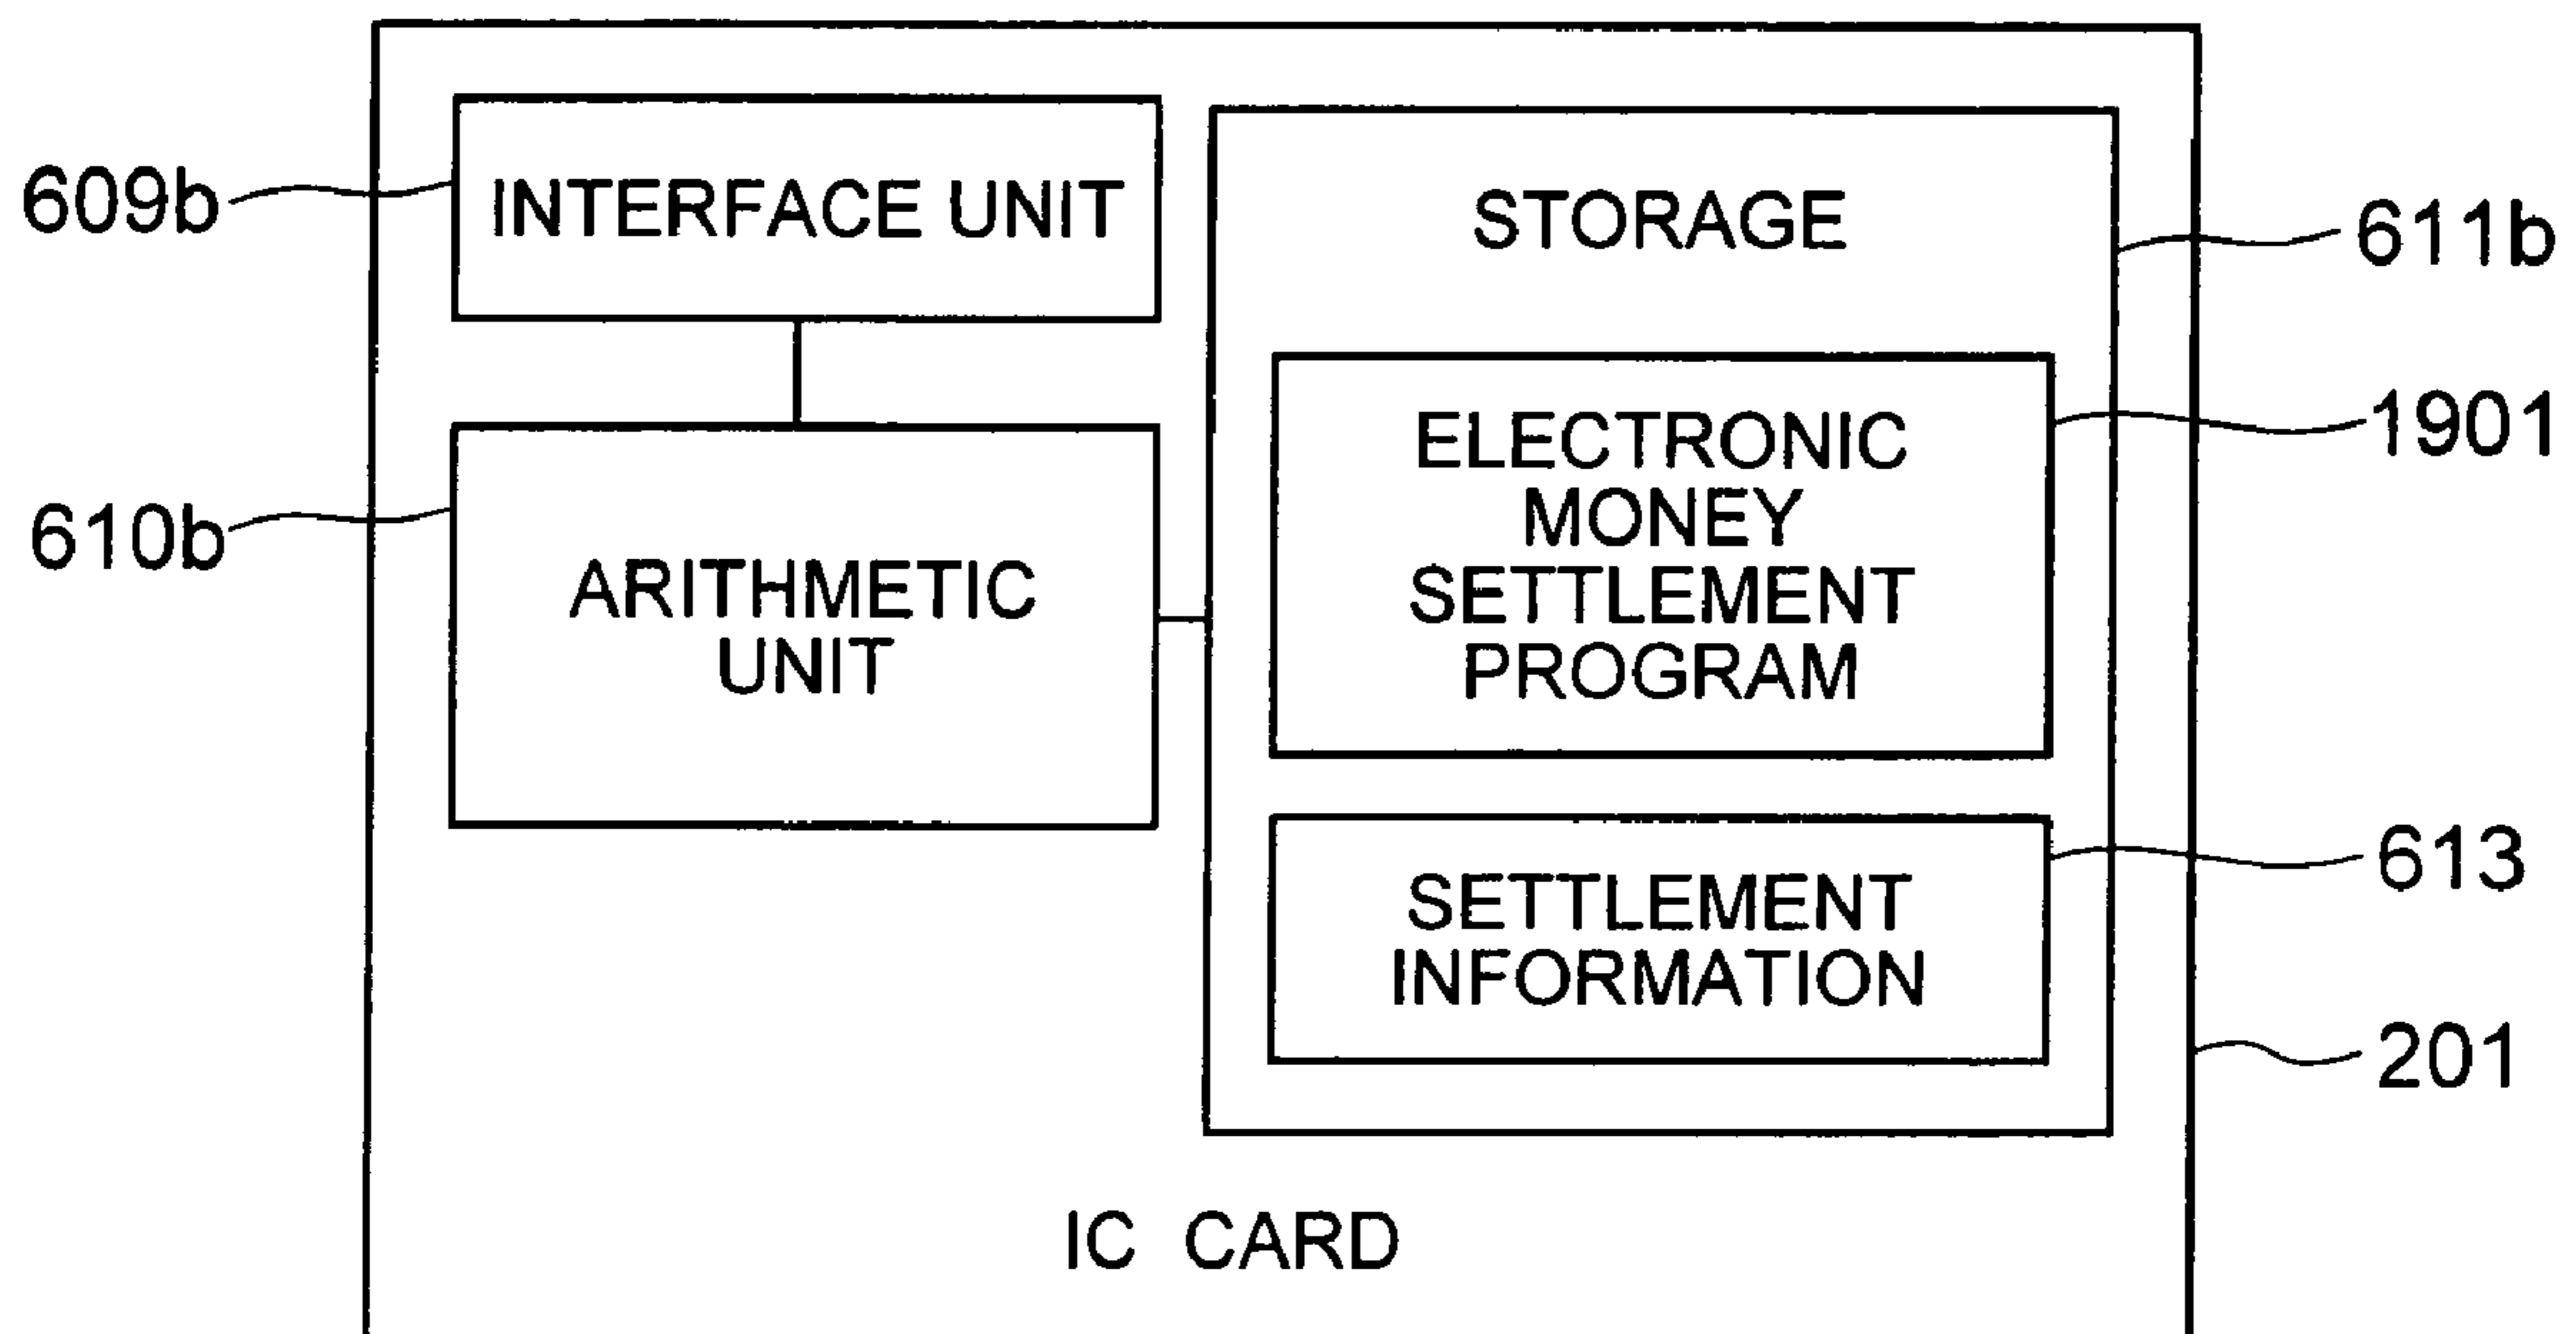 609b
INTERFACE UNIT
610b
ARITHMETIC
UNIT
STORAGE
611b
ELECTRONIC
MONEY
SETTLEMENT
PROGRAM
1901
SETTLEMENT
INFORMATION
613
201
IC CARD